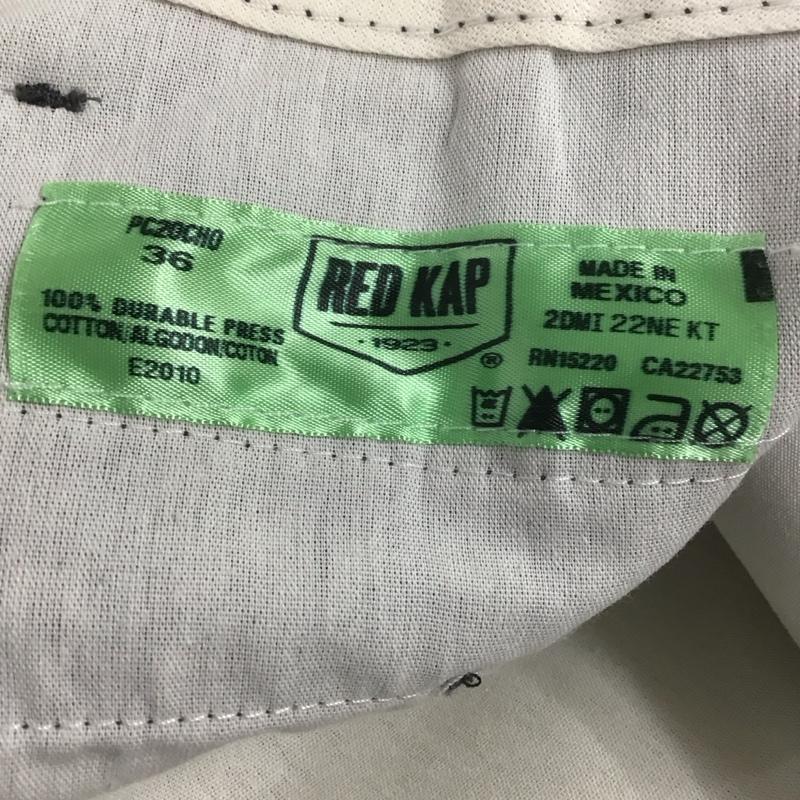 PC20CHO
36
100% DURABLE PRESS
COTTON/ALGODON/COTON
E2010
RED KAP
· 1923 ·
®
MADE IN
MEXICO
2DMI 22NE KT
RN15220 CA22753